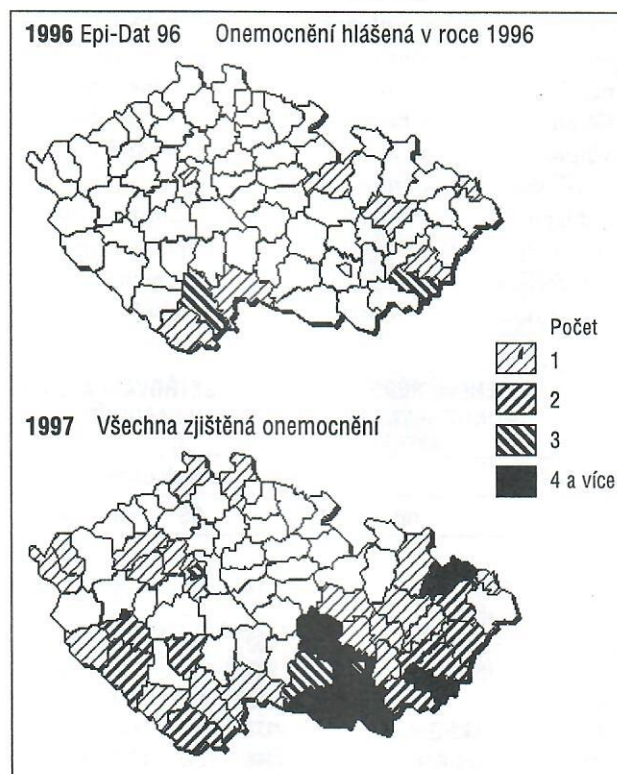 1996 Epi-Dat 96 Onemocnění hlášená v roce 1996
Počet
1
2
3
4 a více
1997 Všechna zjištěná onemocnění